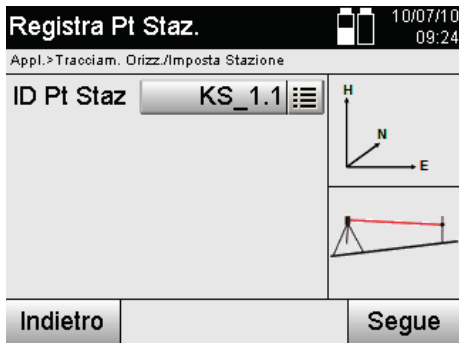 Registra Pt Staz.
10/07/10
09:24
Appl.>Tracciam. Orizz./Imposta Stazione
ID Pt Staz
KS_1.1
H
N
E
Indietro
Segue